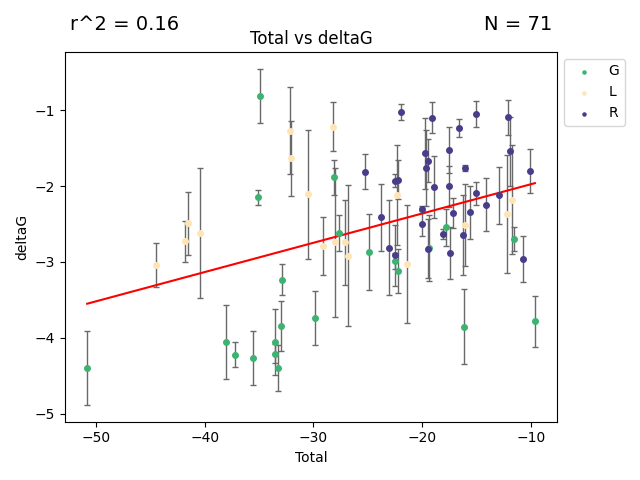 r^2 = 0.16
N = 71
Total vs deltaG
G
L
R
−1
−2
−3
−4
−5
deltaG
−50
−40
−30
−20
−10
Total